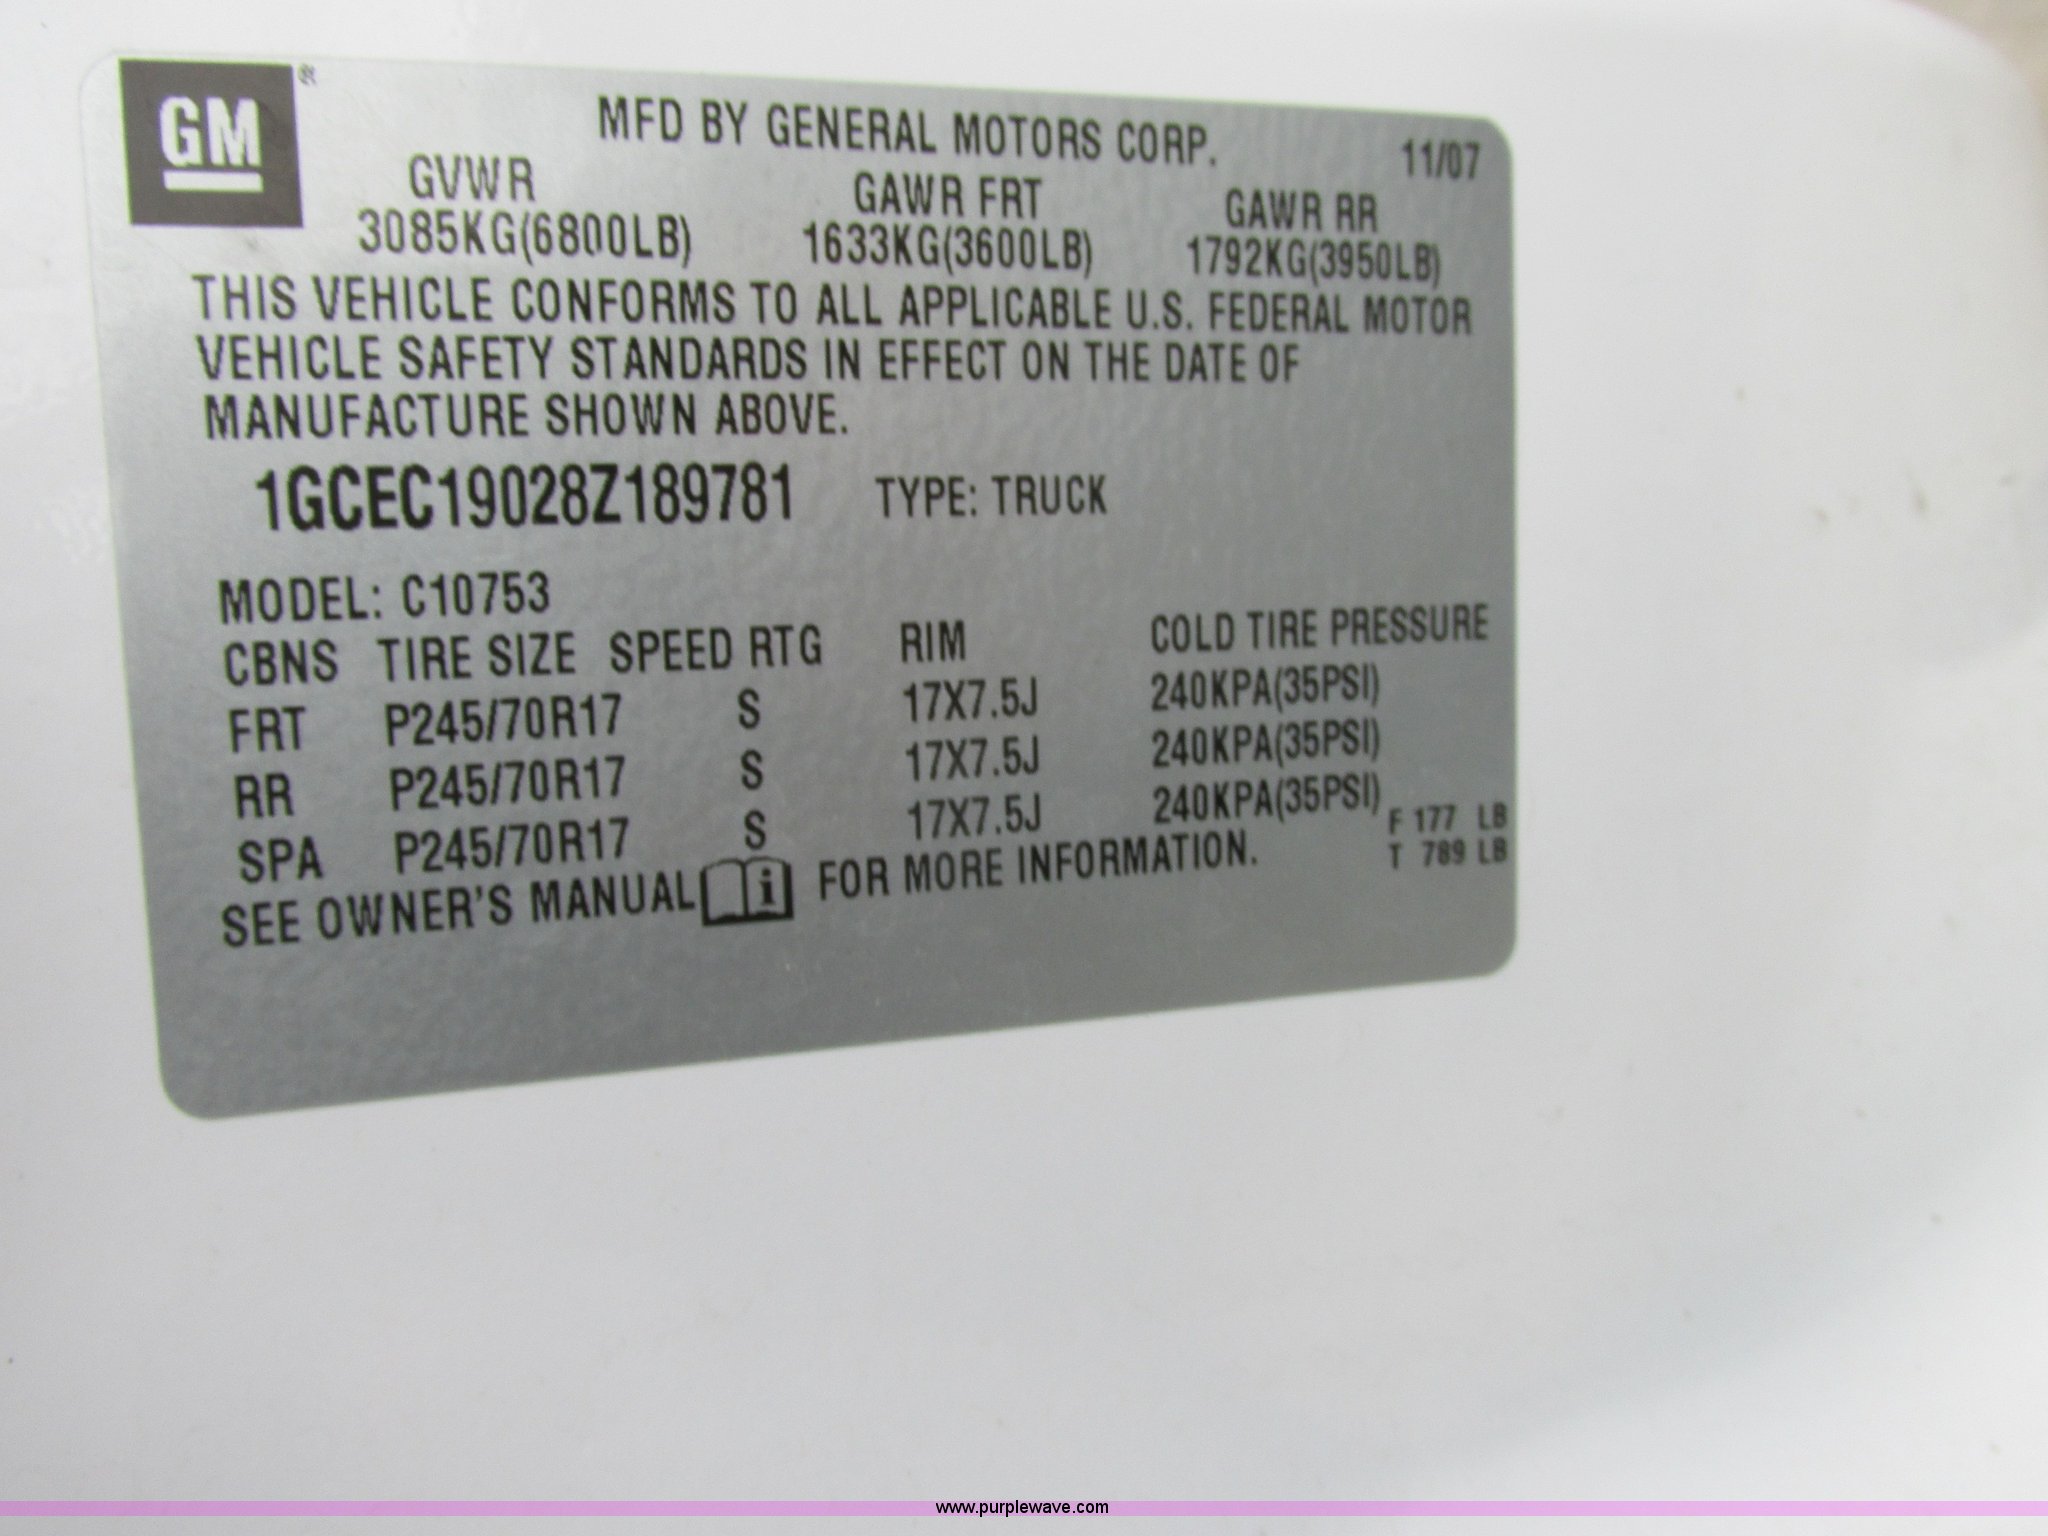 GM ®
MFD BY GENERAL MOTORS CORP.
11/07
GVWR GAWR FRT GAWR RR
3085KG(6800LB) 1633KG(3600LB) 1792KG(3950LB)
THIS VEHICLE CONFORMS TO ALL APPLICABLE U.S. FEDERAL MOTOR
VEHICLE SAFETY STANDARDS IN EFFECT ON THE DATE OF
MANUFACTURE SHOWN ABOVE.
1GCEC19028Z189781 TYPE: TRUCK
MODEL: C10753
CBNS TIRE SIZE SPEED RTG RIM COLD TIRE PRESSURE
FRT P245/70R17 S 17X7.5J 240KPA(35PSI)
RR P245/70R17 S 17X7.5J 240KPA(35PSI)
SPA P245/70R17 S 17X7.5J 240KPA(35PSI)
F 177 LB
T 789 LB
SEE OWNER'S MANUAL i FOR MORE INFORMATION.
www.purplewave.com